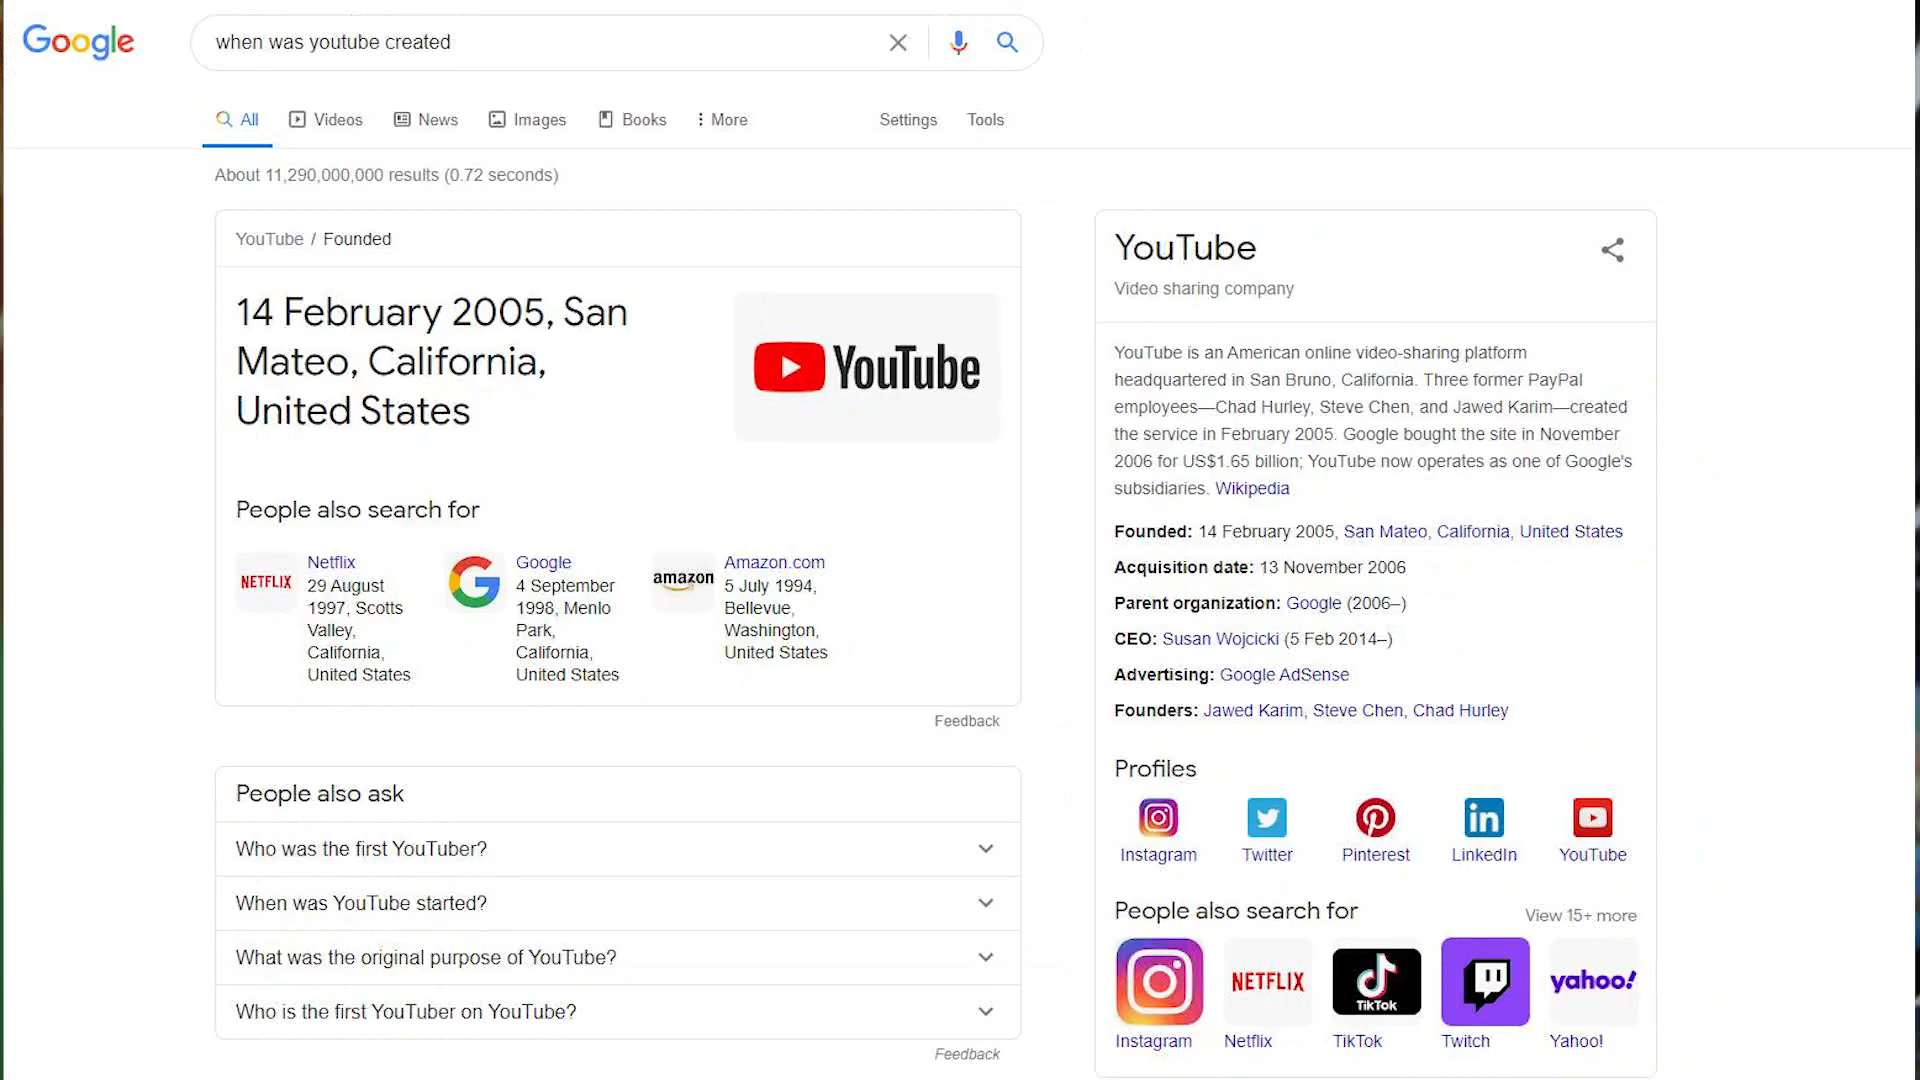 Google
when was youtube created
All Videos News Images Books More Settings Tools
About 11,290,000,000 results (0.72 seconds)
YouTube / Founded
14 February 2005, San
Mateo, California,
United States
YouTube
People also search for
NETFLIX
Netflix
29 August
1997, Scotts
Valley,
California,
United States
Google
4 September
1998, Menlo
Park,
California,
United States
amazon
Amazon.com
5 July 1994,
Bellevue,
Washington,
United States
Feedback
People also ask
Who was the first YouTuber?
When was YouTube started?
What was the original purpose of YouTube?
Who is the first YouTuber on YouTube?
Feedback
YouTube
Video sharing company
YouTube is an American online video-sharing platform
headquartered in San Bruno, California. Three former PayPal
employees—Chad Hurley, Steve Chen, and Jawed Karim—created
the service in February 2005. Google bought the site in November
2006 for US$1.65 billion; YouTube now operates as one of Google's
subsidiaries. Wikipedia
Founded: 14 February 2005, San Mateo, California, United States
Acquisition date: 13 November 2006
Parent organization: Google (2006–)
CEO: Susan Wojcicki (5 Feb 2014–)
Advertising: Google AdSense
Founders: Jawed Karim, Steve Chen, Chad Hurley
Profiles
in
Instagram Twitter Pinterest LinkedIn YouTube
People also search for View 15+ more
NETFLIX TikTok yahoo!
Instagram Netflix TikTok Twitch Yahoo!